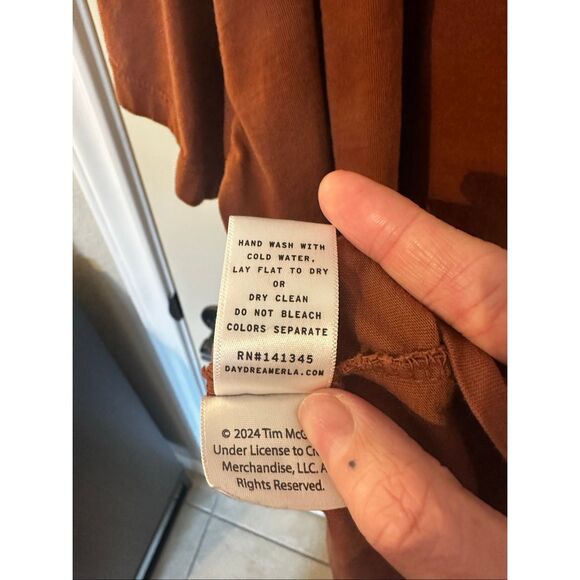 HAND WASH WITH
COLD WATER,
LAY FLAT TO DRY
OR
DRY CLEAN
DO NOT BLEACH
COLORS SEPARATE
RN#141345
DAYDREAMERLA.COM
© 2024 Tim
Under License to
Merchandise, LLC.
Rights Reserved.